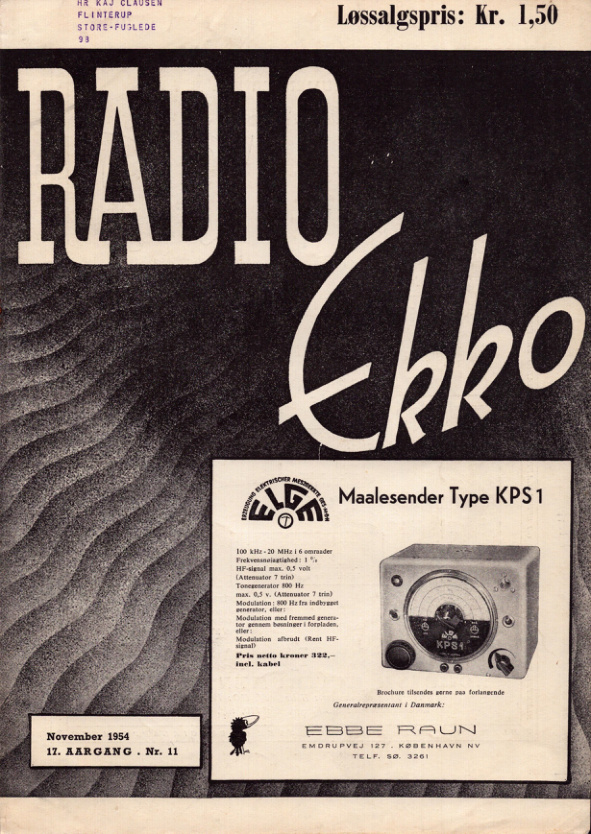 HR KAJ CLAUSEN
FLINTERUP
STORE-FUGLEDE
98
Løssalgspris: Kr. 1,50
RADIO
Ekko
ELGE
7
Maalesender Type KPS 1
100 kHz - 20 MHz i 6 omraader
Frekvensnøjagtighed: 1 %
HF-signal max. 0,5 volt
(Attenuator 7 trin)
Tonegenerator 800 Hz
max. 0,5 v. (Attenuator 7 trin)
Modulation: 800 Hz fra indbygget
generator, eller:
Modulation med fremmed genera-
tor gennem bøsninger i forpladen,
eller:
Modulation afbrudt (Rent HF-
signal)
Pris netto kroner 322,–
incl. kabel
KPS1
Brochure tilsendes gerne paa forlangende
Generalrepræsentant i Danmark:
EBBE RAUN
EMDRUPVEJ 127 . KØBENHAVN NV
TELF. SØ. 3261
November 1954
17. AARGANG . Nr. 11